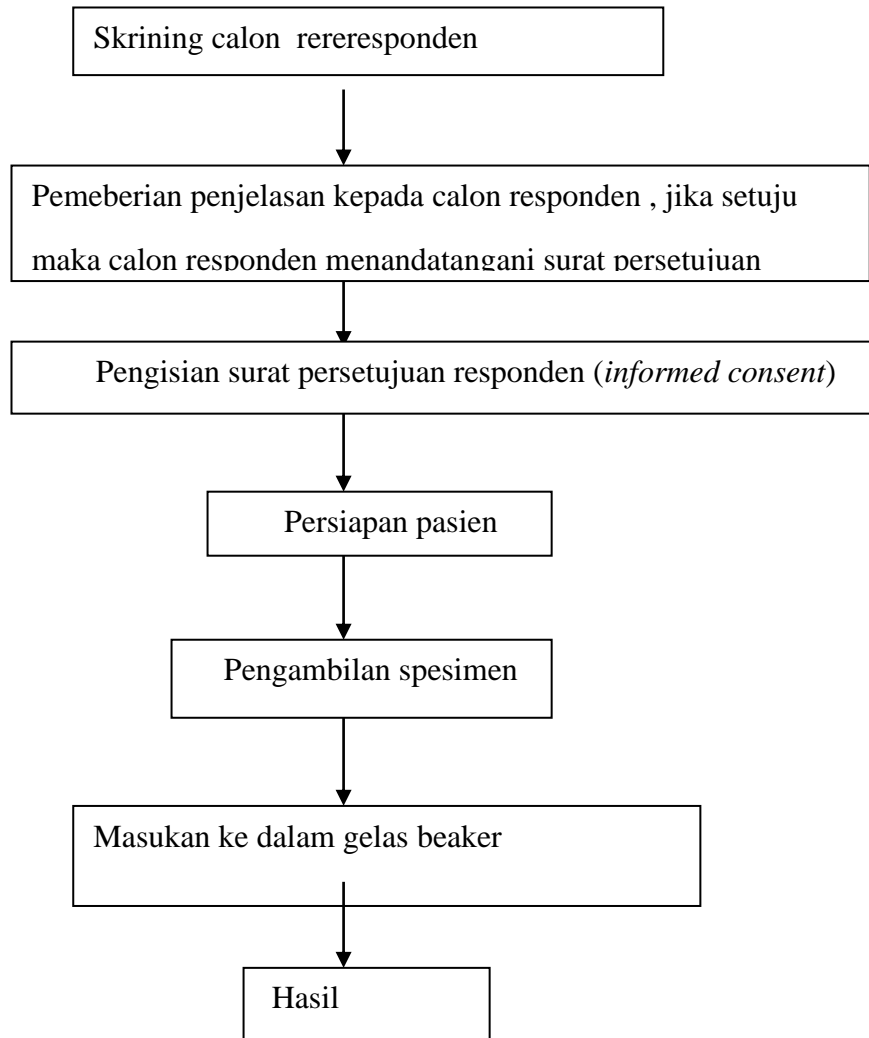 Skrining calon rereresponden
Pemeberian penjelasan kepada calon responden , jika setuju
maka calon responden menandatangani surat persetujuan
Pengisian surat persetujuan responden (informed consent)
Persiapan pasien
Pengambilan spesimen
Masukan ke dalam gelas beaker
Hasil